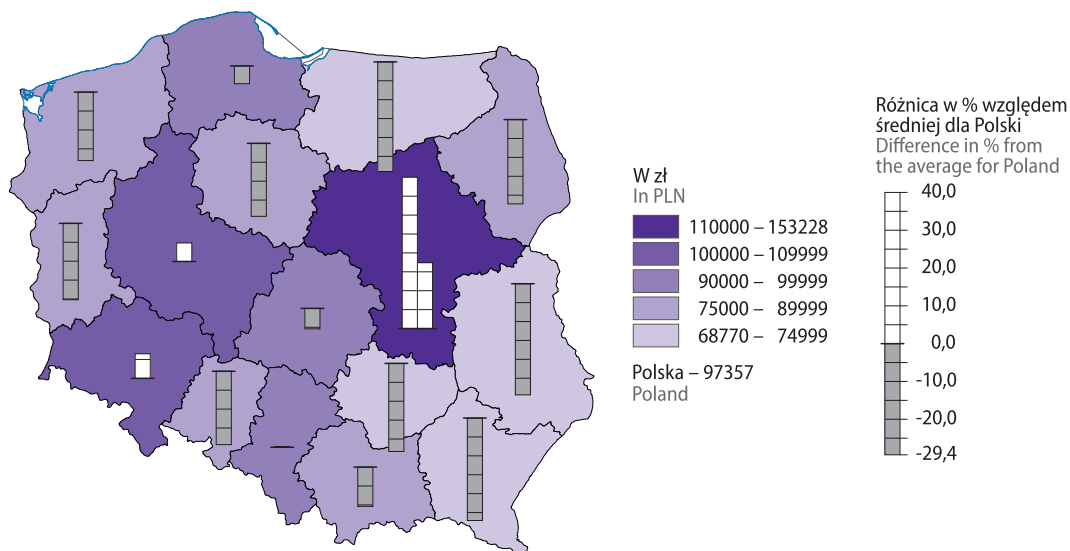 W zł
In PLN
110000 – 153228
100000 – 109999
90000 – 99999
75000 – 89999
68770 – 74999
Polska – 97357
Poland
Różnica w % względem
średniej dla Polski
Difference in % from
the average for Poland
40,0
30,0
20,0
10,0
0,0
-10,0
-20,0
-29,4